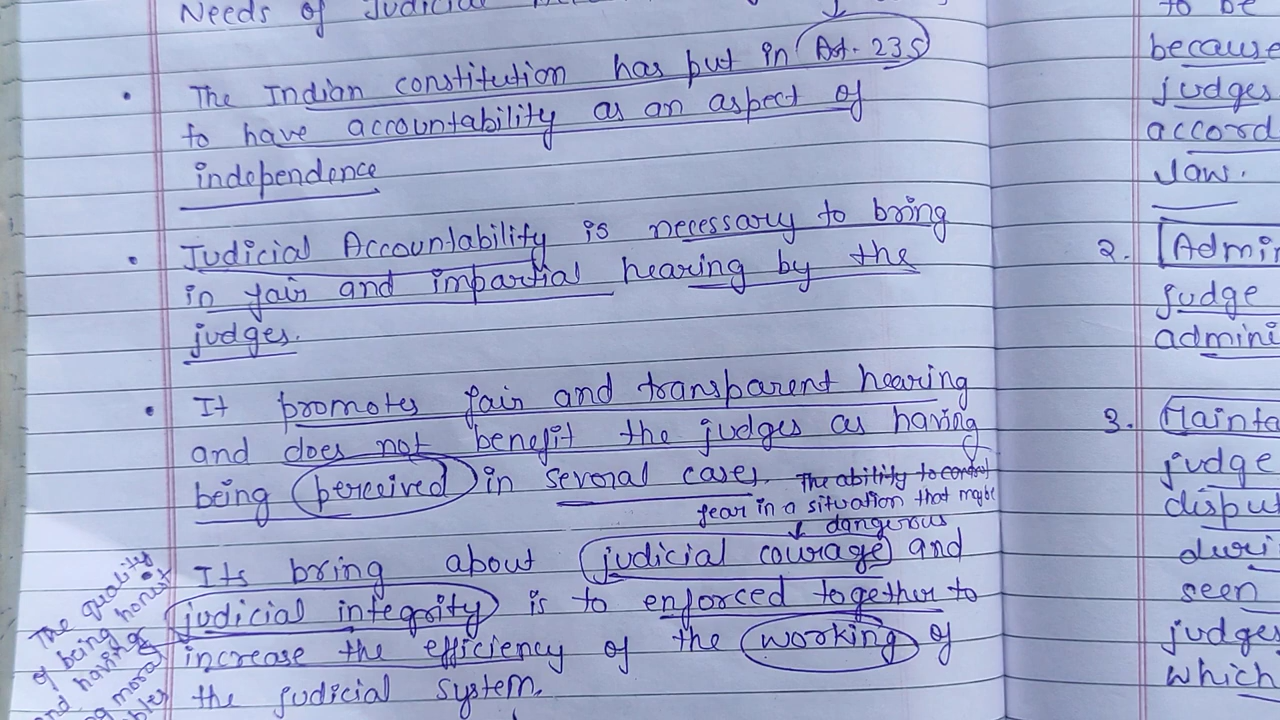 Needs of Judicial
The Indian constitution has put in Art. 235
to have accountability as an aspect of
independence
Judicial Accountability is necessary to bring
in fair and impartial hearing by the
judges.
It promotes fair and transparent hearing
and does not benefit the judges as having
being perceived in several cases.
The ability to control
fear in a situation that maybe
dangerous
Its bring about judicial courage and
judicial integrity is to enforced together to
increase the efficiency of the working of
the judicial system.
The quality
of being honest
and having
moral
to be
because
judges
accord
law.
2. Admi
judge
admini
3. Mainta
judge
dispu
duri
seen
judges
which